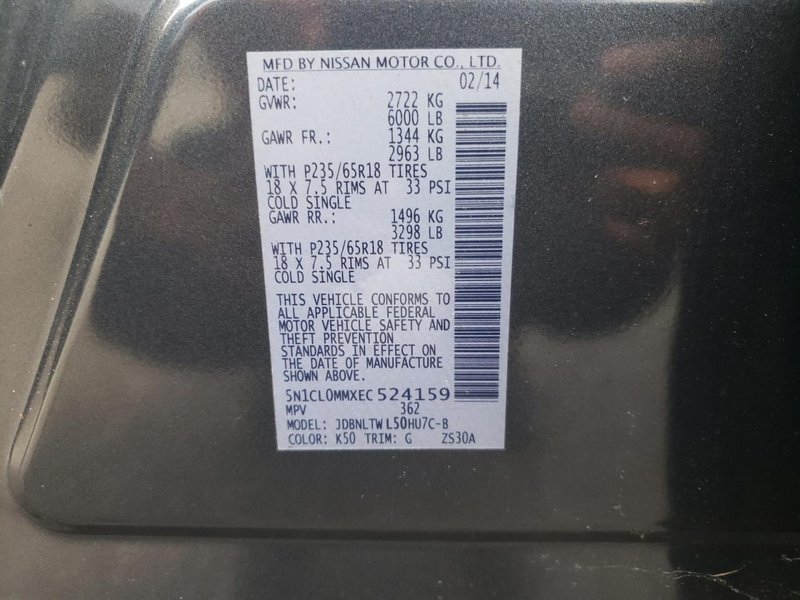 MFD BY NISSAN MOTOR CO., LTD.
DATE: 02/14
GVWR: 2722 KG
6000 LB
GAWR FR.: 1344 KG
2963 LB
WITH P235/65R18 TIRES
18 X 7.5 RIMS AT 33 PSI
COLD SINGLE
GAWR RR.: 1496 KG
3298 LB
WITH P235/65R18 TIRES
18 X 7.5 RIMS AT 33 PSI
COLD SINGLE
THIS VEHICLE CONFORMS TO
ALL APPLICABLE FEDERAL
MOTOR VEHICLE SAFETY AND
THEFT PREVENTION
STANDARDS IN EFFECT ON
THE DATE OF MANUFACTURE
SHOWN ABOVE.
5N1CL0MMXEC524159
MPV 362
MODEL: JDBNLTW L50HU7C-B
COLOR: K50 TRIM: G ZS30A